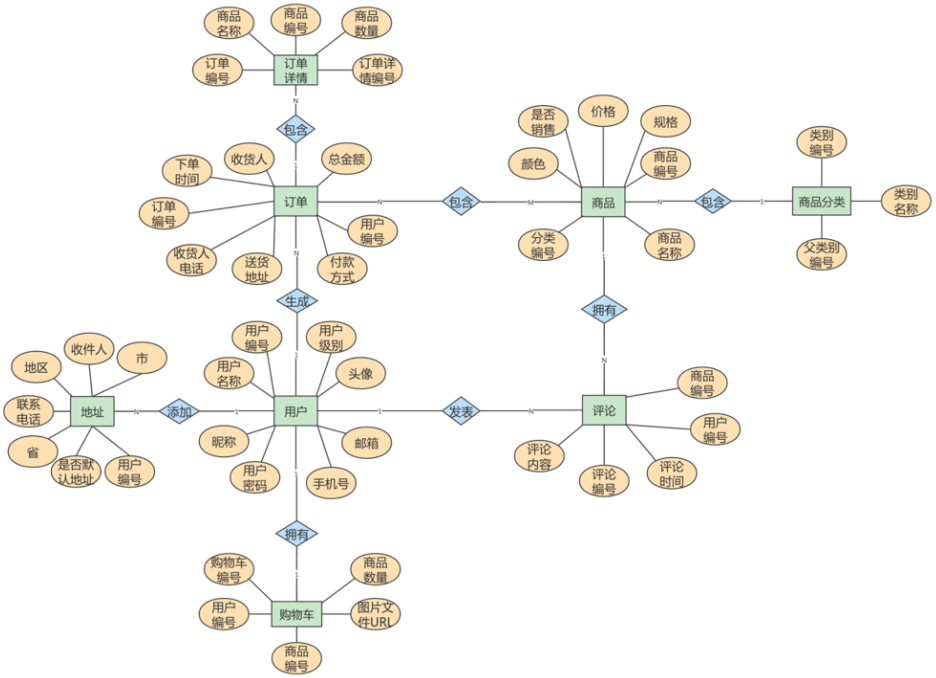 商品
名称
商品
编号
商品
数量
订单
编号
订单
详情
订单详
情编号
N
包含
1
下单
时间
收货人
总金额
订单
编号
订单
收货人
电话
送货
地址
付款
方式
用户
编号
N
包含
M
是否
销售
价格
规格
颜色
商品
编号
商品
分类
编号
商品
名称
N
包含
1
类别
编号
商品分类
类别
名称
父类别
编号
N
生成
1
1
拥有
N
用户
编号
用户
级别
用户
名称
头像
用户
昵称
邮箱
用户
密码
手机号
地区
收件人
市
联系
电话
地址
省
是否默
认地址
用户
编号
N
添加
1
1
发表
N
评论
商品
编号
用户
编号
评论
内容
评论
编号
评论
时间
1
拥有
1
购物车
编号
商品
数量
用户
编号
购物车
图片文
件URL
商品
编号